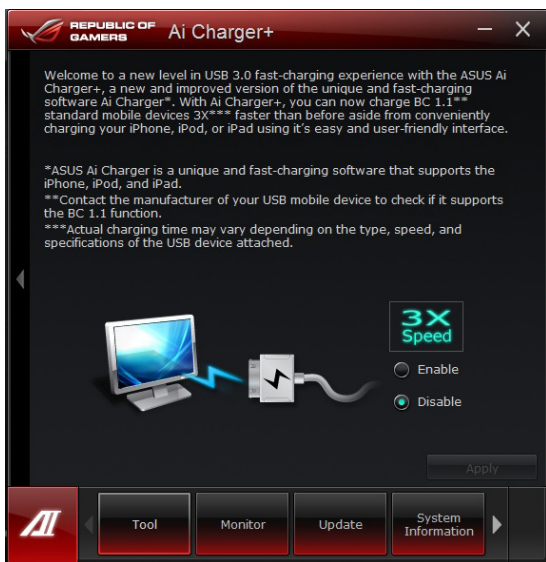 REPUBLIC OF
GAMERS
Ai Charger+
Welcome to a new level in USB 3.0 fast-charging experience with the ASUS Ai
Charger+, a new and improved version of the unique and fast-charging
software Ai Charger*. With Ai Charger+, you can now charge BC 1.1**
standard mobile devices 3X*** faster than before aside from conveniently
charging your iPhone, iPod, or iPad using it's easy and user-friendly interface.
*ASUS Ai Charger is a unique and fast-charging software that supports the
iPhone, iPod, and iPad.
**Contact the manufacturer of your USB mobile device to check if it supports
the BC 1.1 function.
***Actual charging time may vary depending on the type, speed, and
specifications of the USB device attached.
3X
Speed
Enable
Disable
Apply
AI
Tool
Monitor
Update
System
Information